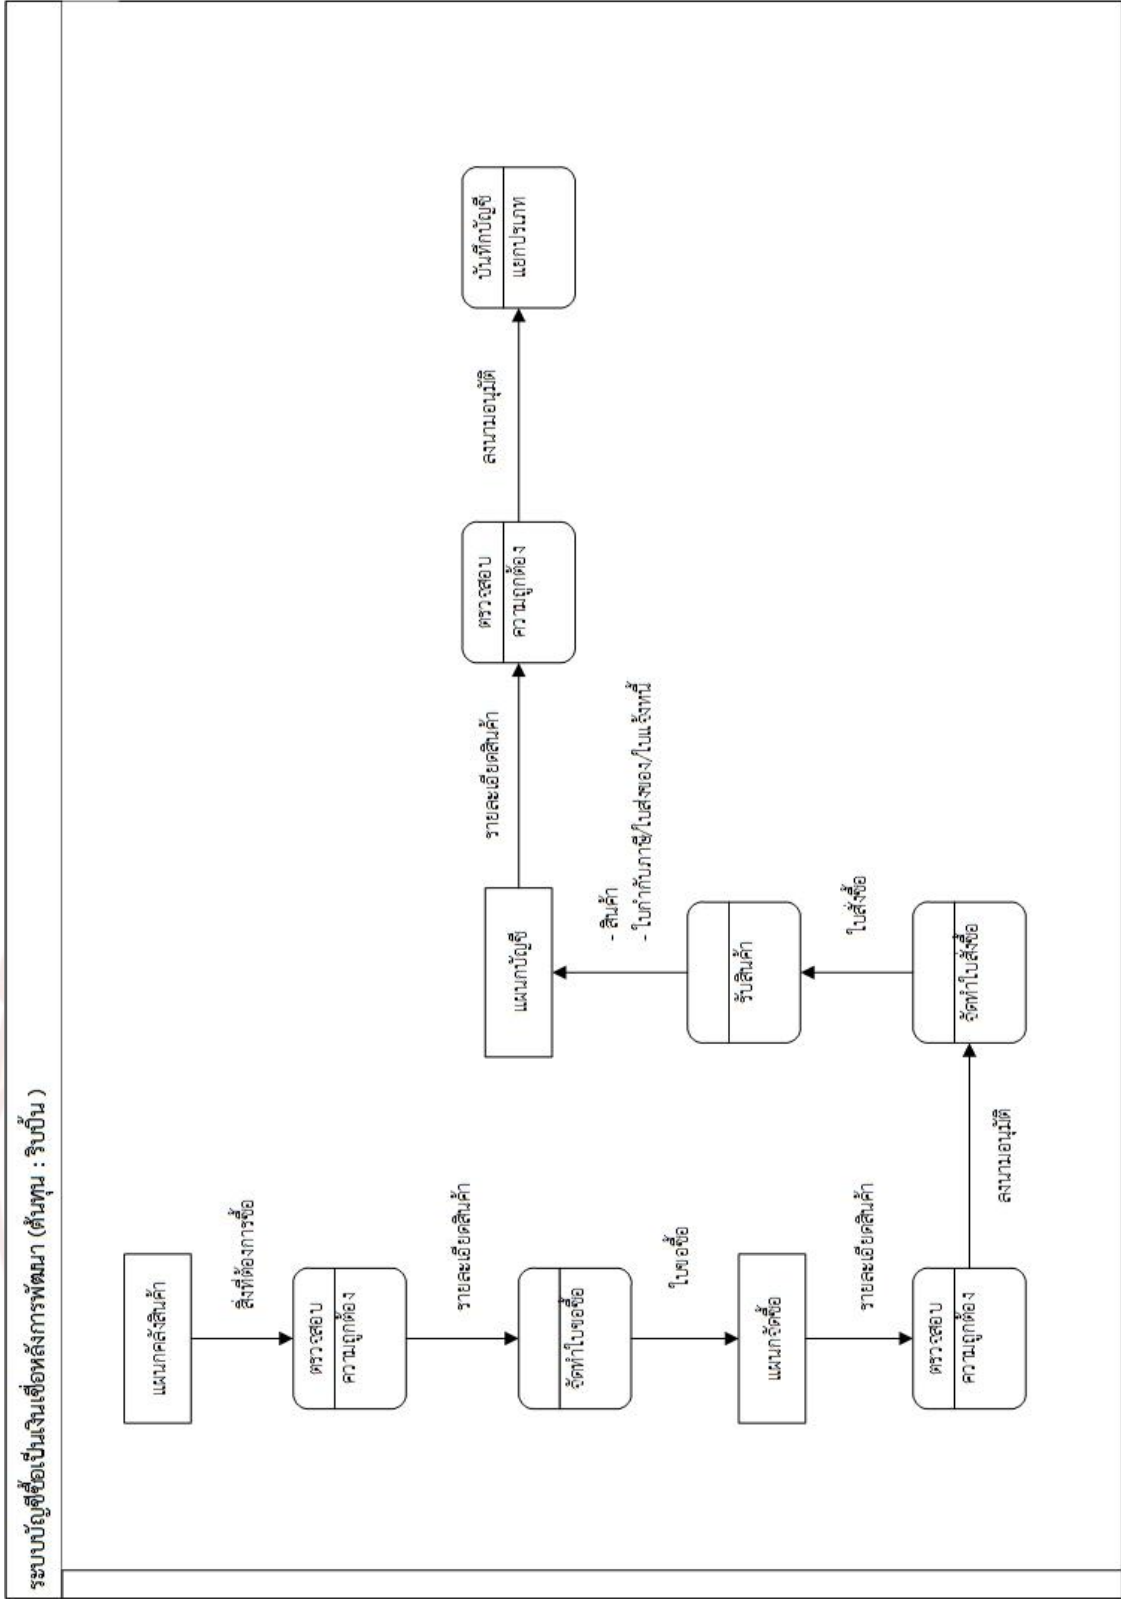 ระบบบัญชีซื้อเป็นเงินเชื่อหลังการพัฒนา (ต้นทุน : ริบบิ้น )
แผนกคลังสินค้า
สิ่งที่ต้องการซื้อ
ตรวจสอบ
ความถูกต้อง
รายละเอียดสินค้า
จัดทำใบขอซื้อ
ใบขอซื้อ
แผนกจัดซื้อ
รายละเอียดสินค้า
ตรวจสอบ
ความถูกต้อง
ลงนามอนุมัติ
จัดทำใบสั่งซื้อ
ใบสั่งซื้อ
รับสินค้า
- สินค้า
- ใบกำกับภาษี/ใบส่งของ/ใบแจ้งหนี้
แผนกบัญชี
รายละเอียดสินค้า
ตรวจสอบ
ความถูกต้อง
ลงนามอนุมัติ
บันทึกบัญชี
แยกประเภท